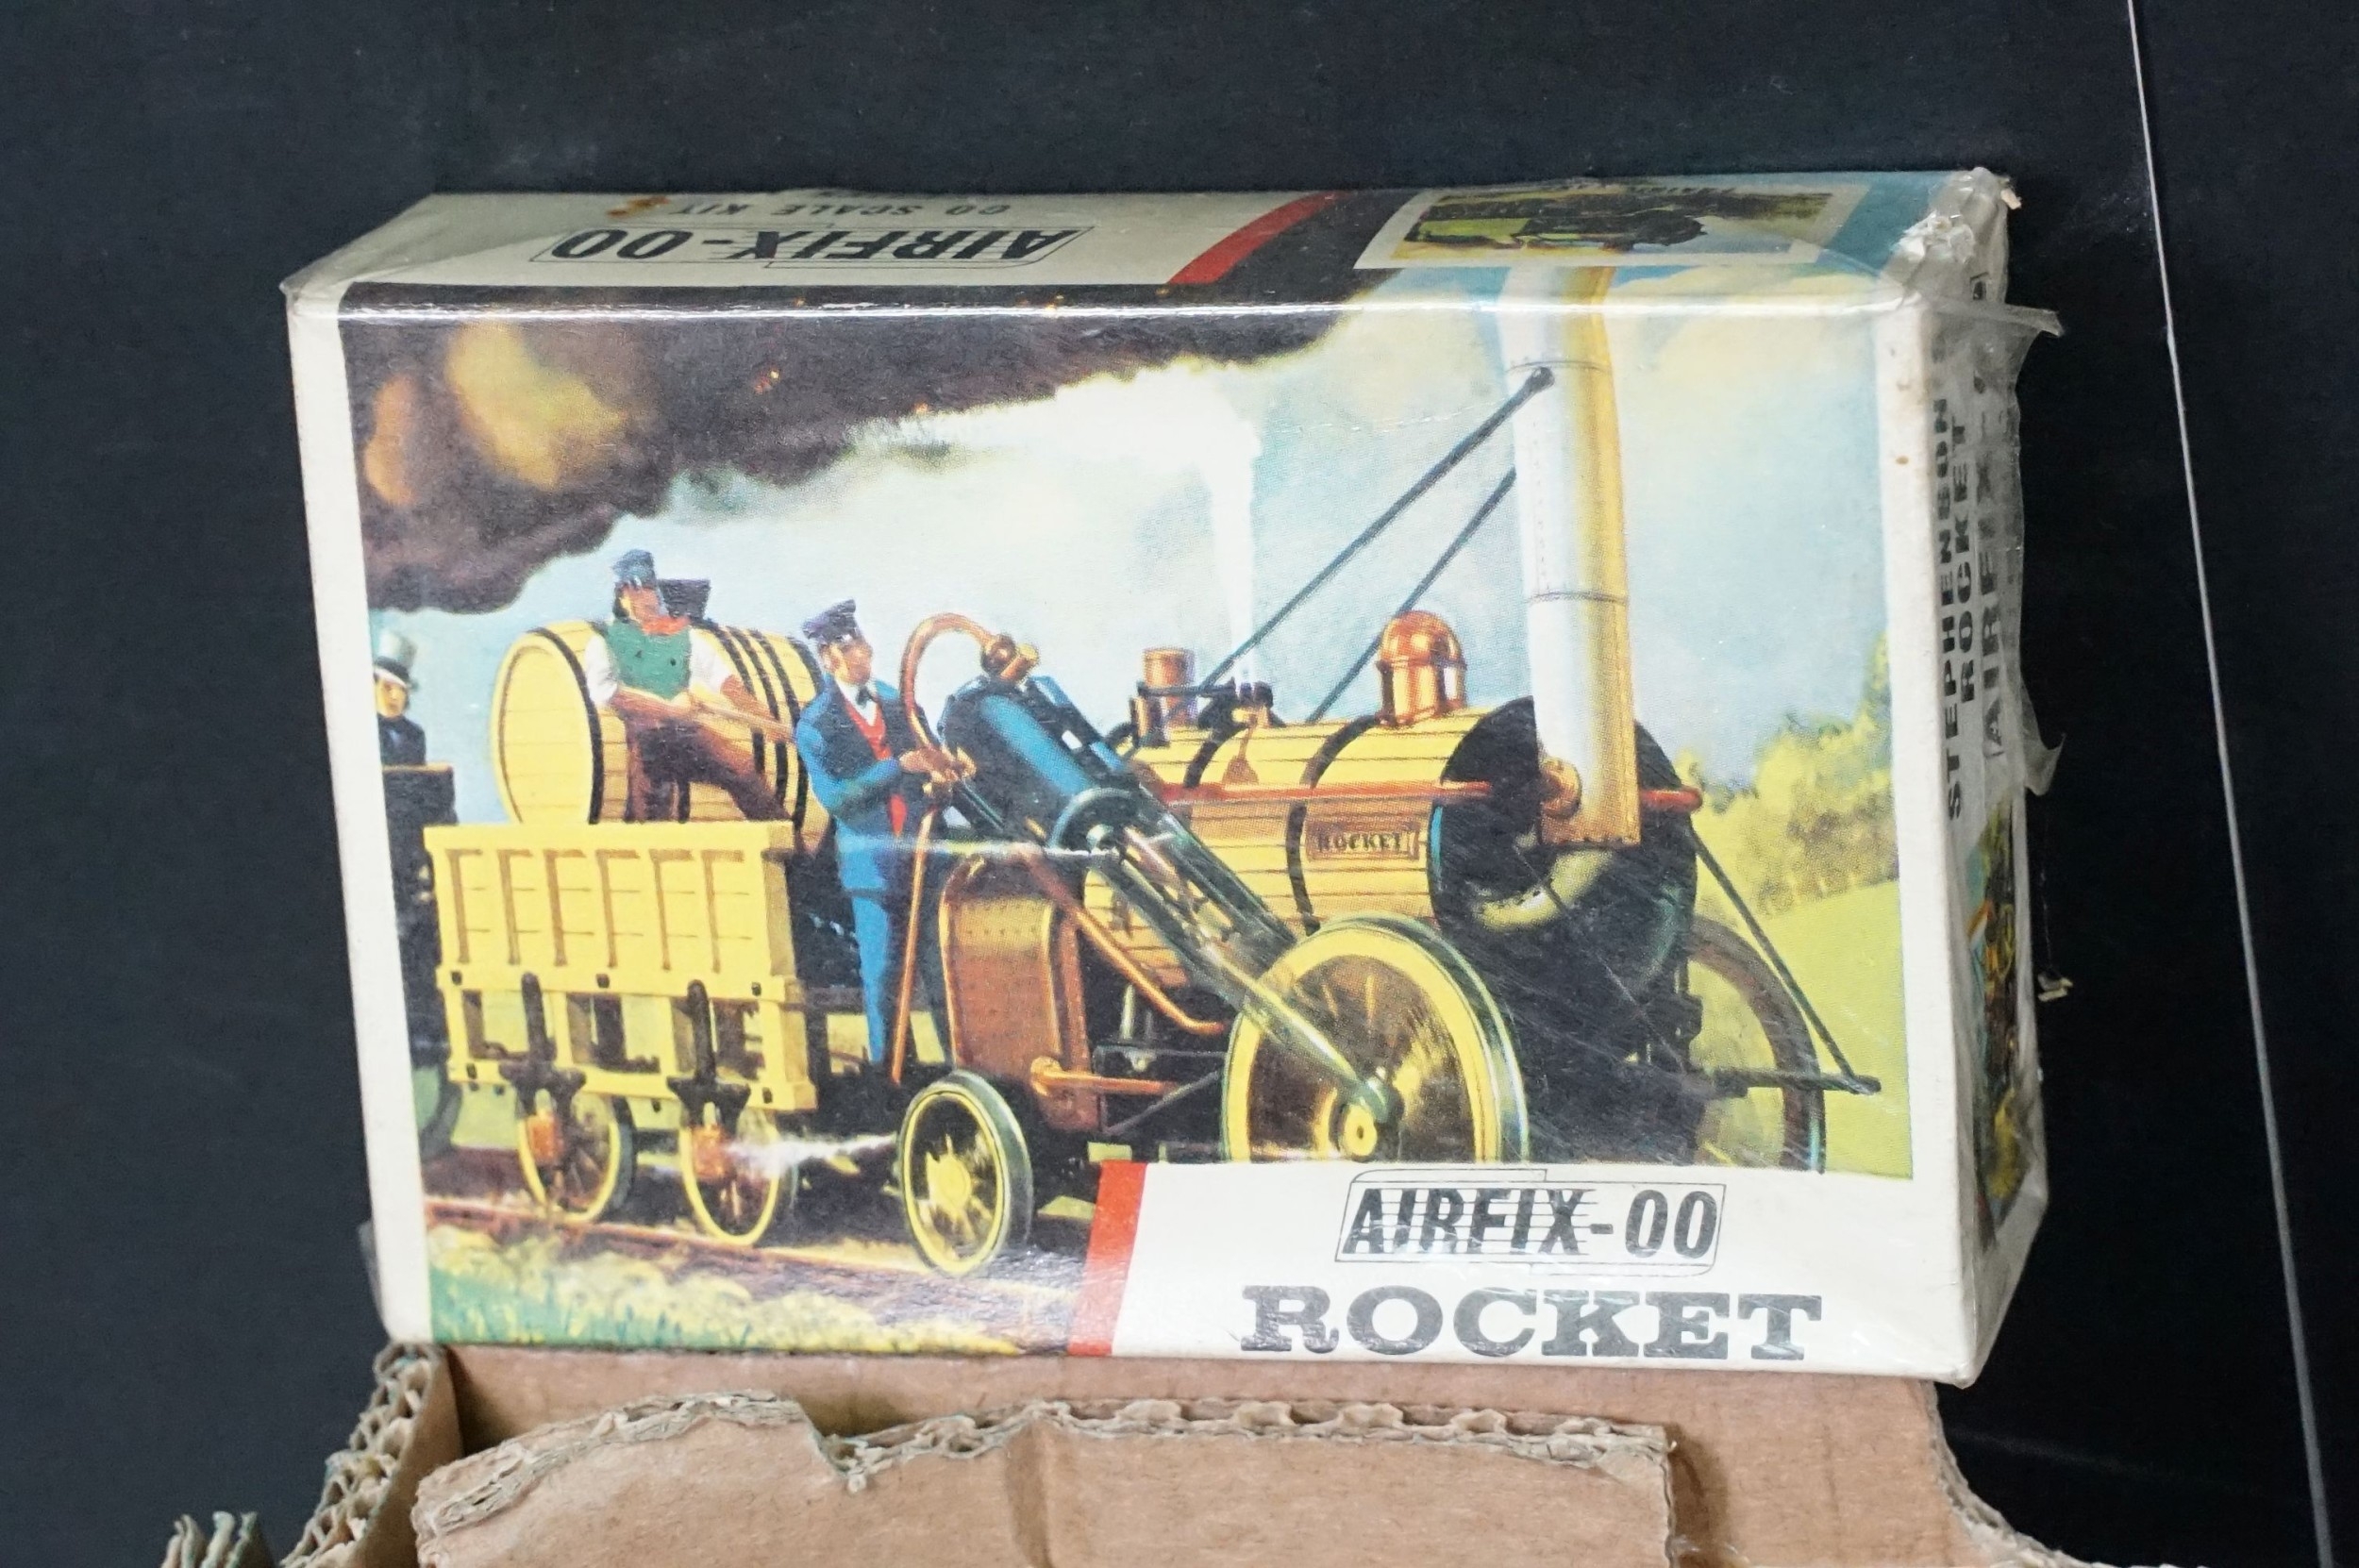 AIRFIX-00
00 SCALE KIT
ROCKET
AIRFIX-00
ROCKET
STEPHENSON
ROCKET